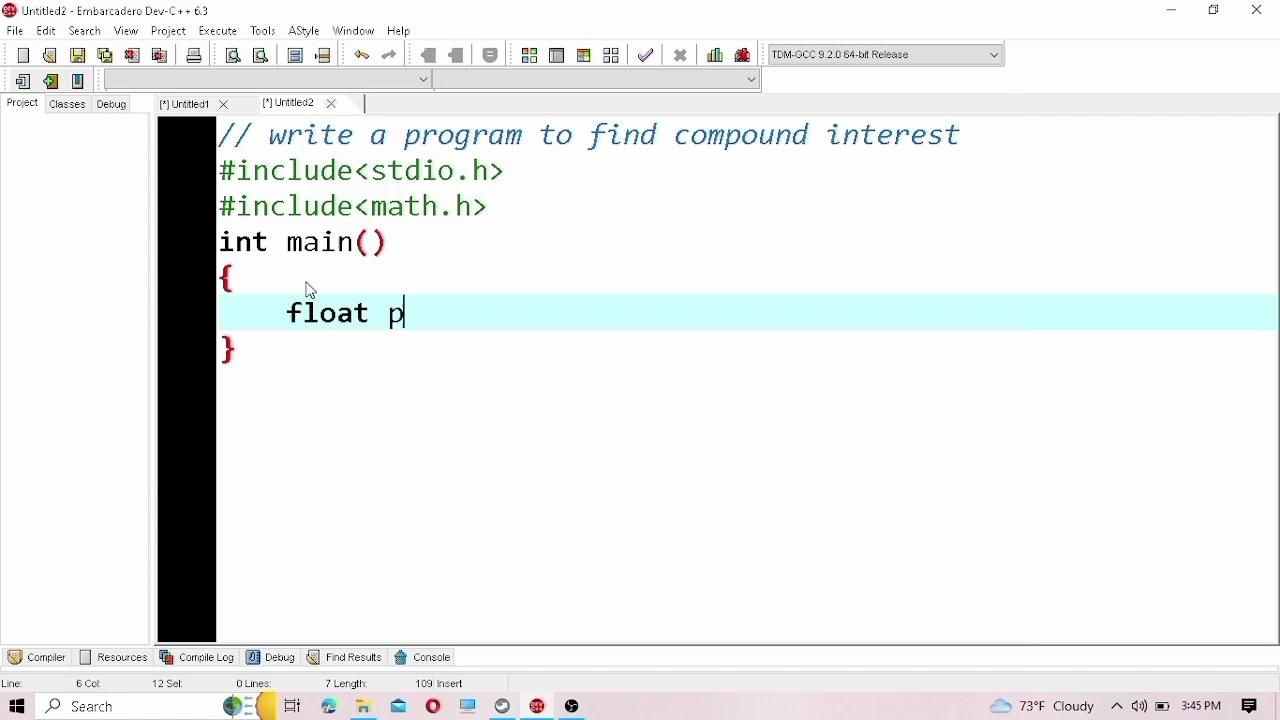 Untitled2 - Embarcadero Dev-C++ 6.3
File Edit Search View Project Execute Tools AStyle Window Help
TDM-GCC 9.2.0 64-bit Release
Project Classes Debug [*] Untitled1 [*] Untitled2
// write a program to find compound interest
#include<stdio.h>
#include<math.h>
int main()
{
float p
}
Compiler Resources Compile Log Debug Find Results Console
Line: 6 Col: 12 Sel: 0 Lines: 7 Length: 109 Insert
Search 73°F Cloudy 3:45 PM